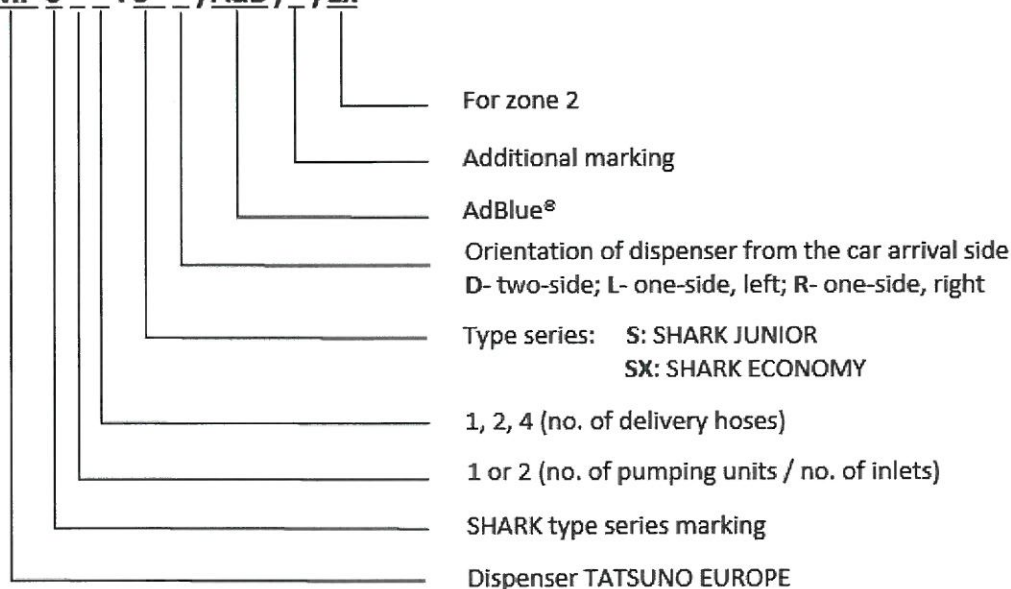 For zone 2
Additional marking
AdBlue®
Orientation of dispenser from the car arrival side
D- two-side; L- one-side, left; R- one-side, right
Type series: S: SHARK JUNIOR
SX: SHARK ECONOMY
1, 2, 4 (no. of delivery hoses)
1 or 2 (no. of pumping units / no. of inlets)
SHARK type series marking
Dispenser TATSUNO EUROPE